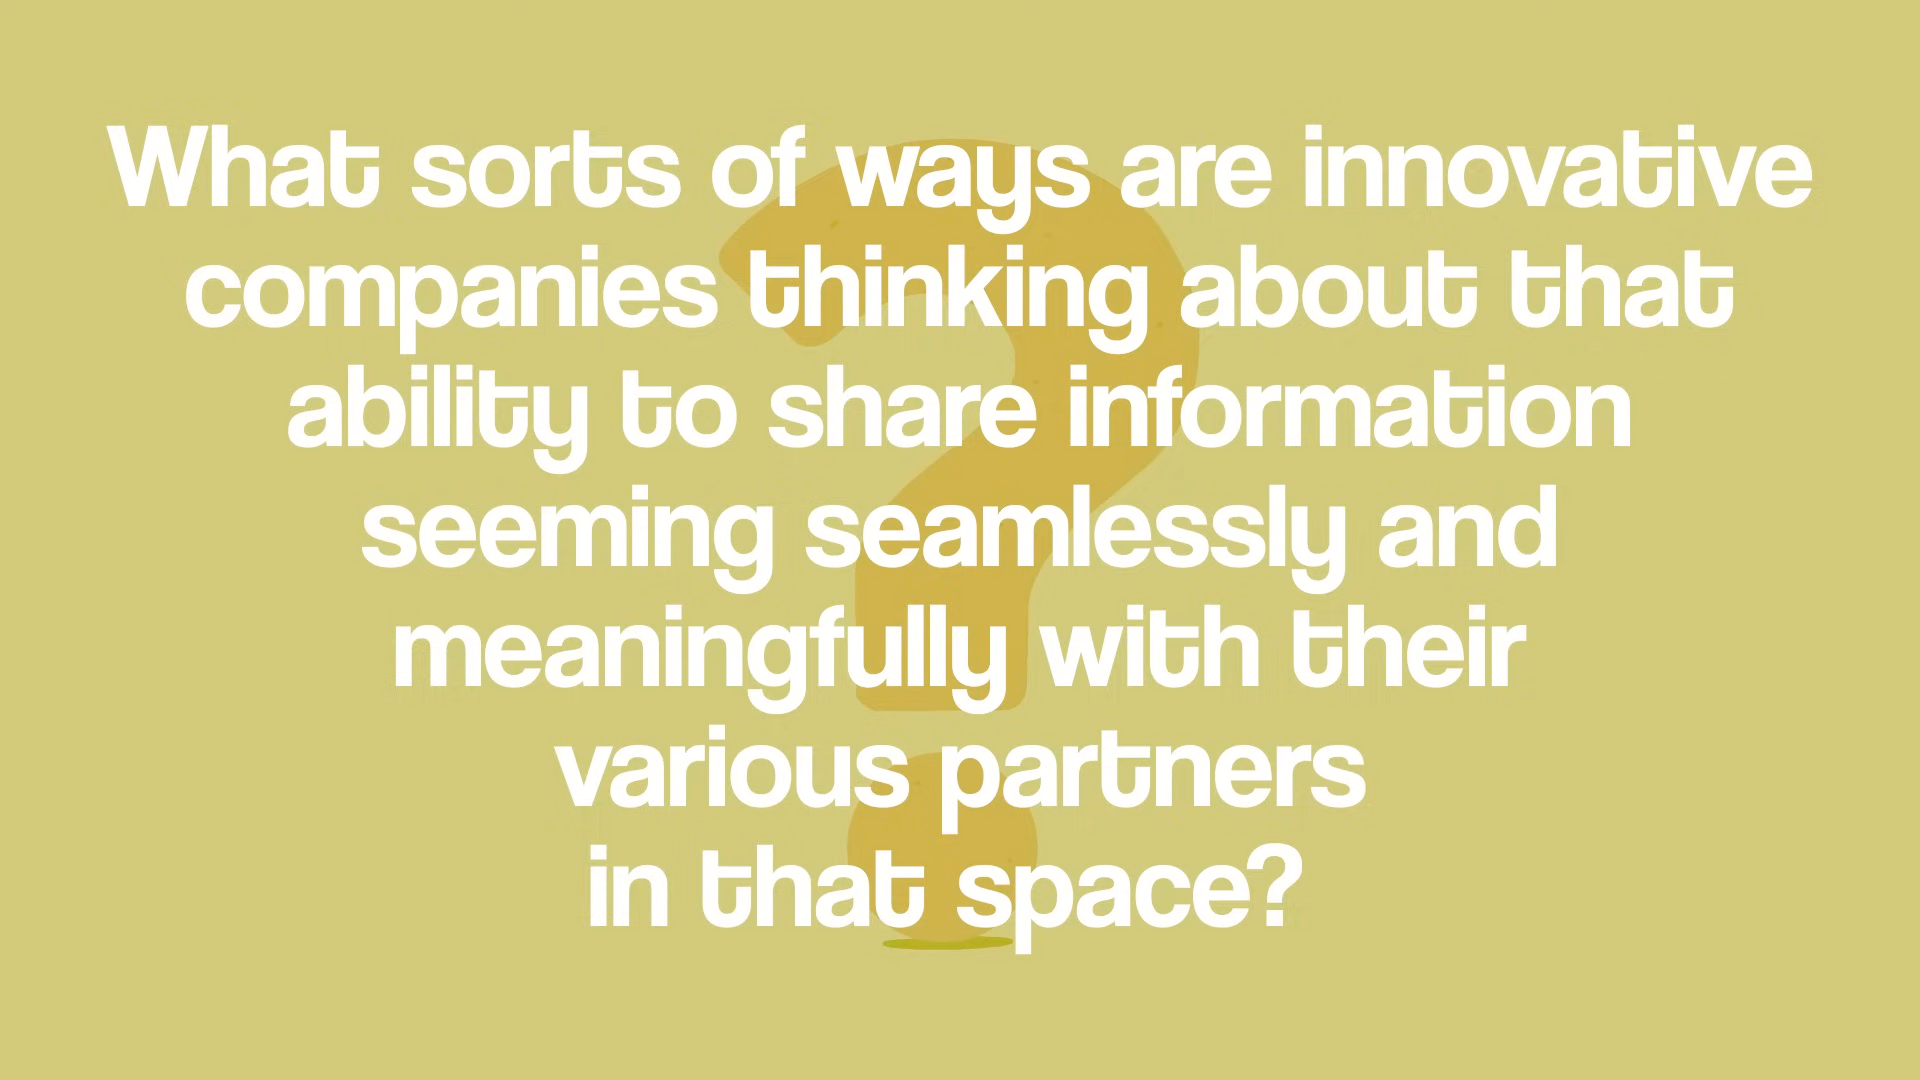 What sorts of ways are innovative
companies thinking about that
ability to share information
seeming seamlessly and
meaningfully with their
various partners
in that space?